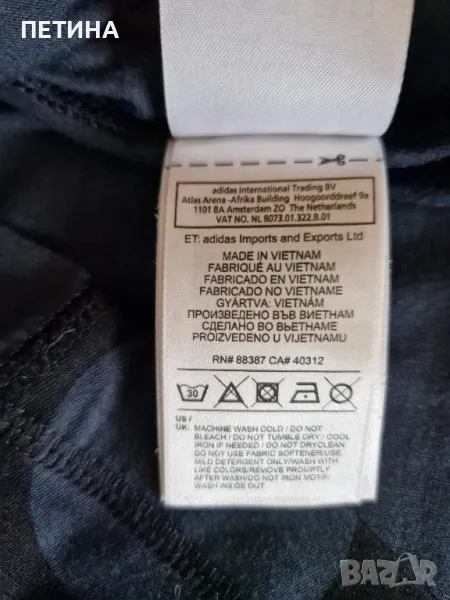 ПЕТИНА
adidas International Trading BV
Atlas Arena -Afrika Building Hoogoorddreef 9a
1101 BA Amsterdam ZO The Netherlands
VAT NO. NL 8073.01.322.B.01
ET: adidas Imports and Exports Ltd
MADE IN VIETNAM
FABRIQUÉ AU VIETNAM
FABRICADO EN VIETNAM
FABRICADO NO VIETNAME
GYÁRTVA: VIETNÁM
ПРОИЗВЕДЕНО ВЪВ ВИЕТНАМ
СДЕЛАНО ВО ВЬЕТНАМЕ
PROIZVEDENO U VIJETNAMU
RN# 88387 CA# 40312
30
US /
UK: MACHINE WASH COLD / DO NOT
BLEACH / DO NOT TUMBLE DRY / COOL
IRON IF NEEDED / DO NOT DRYCLEAN
DO NOT USE FABRIC SOFTENER/USE
MILD DETERGENT ONLY/WASH WITH
LIKE COLORS/REMOVE PROMPTLY
AFTER WASH/DO NOT IRON MOTIF/
WASH INSIDE OUT
BAZAR